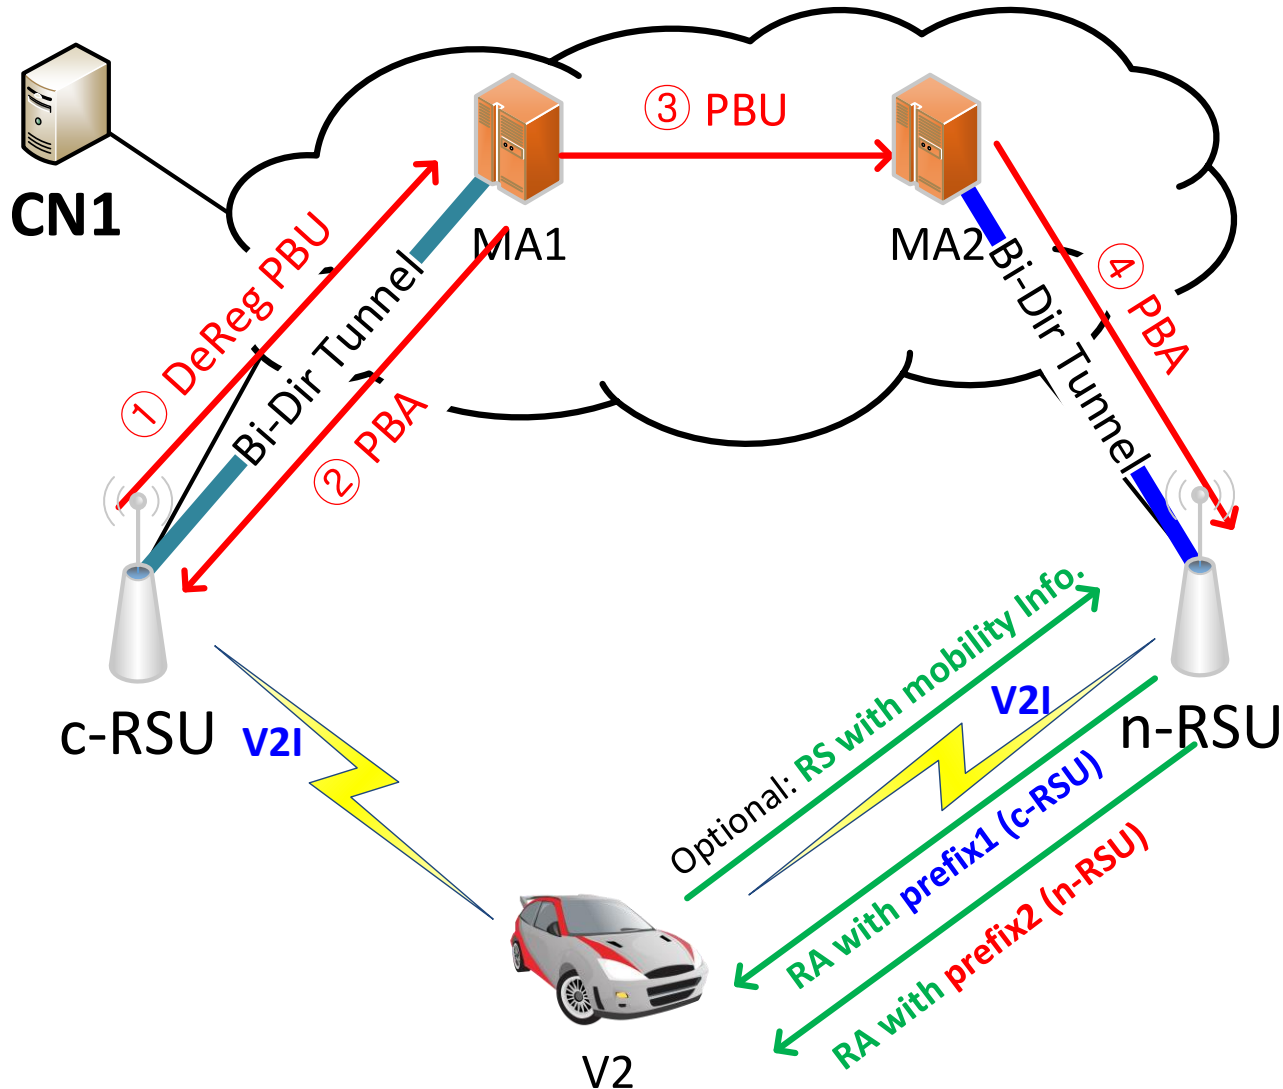 ③ PBU
CN1
MA1
MA2
① DeReg PBU
Bi-Dir Tunnel
② PBA
Bi-Dir Tunnel
④ PBA
c-RSU
n-RSU
V2I
V2I
Optional: RS with mobility Info.
RA with prefix1 (c-RSU)
RA with prefix2 (n-RSU)
V2